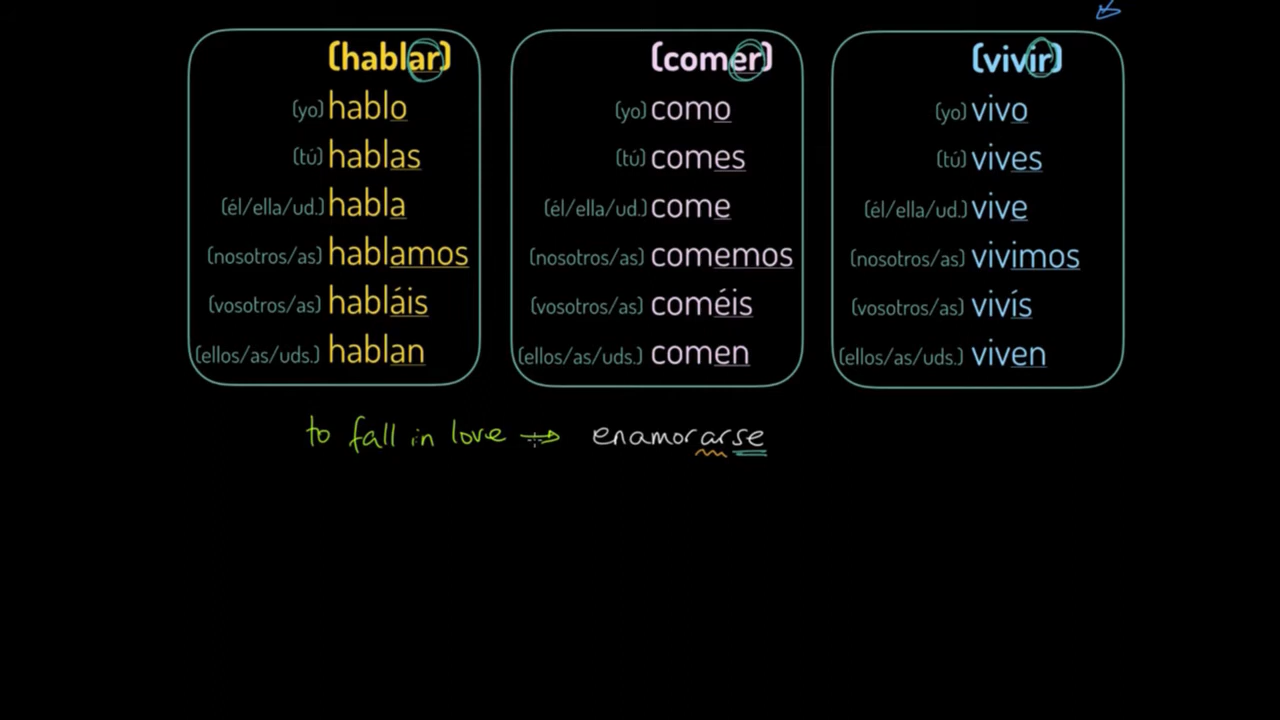 (hablar)
(yo) hablo
(tú) hablas
(él/ella/ud.) habla
(nosotros/as) hablamos
(vosotros/as) habláis
(ellos/as/uds.) hablan
(comer)
(yo) como
(tú) comes
(él/ella/ud.) come
(nosotros/as) comemos
(vosotros/as) coméis
(ellos/as/uds.) comen
(vivir)
(yo) vivo
(tú) vives
(él/ella/ud.) vive
(nosotros/as) vivimos
(vosotros/as) vivís
(ellos/as/uds.) viven
to fall in love → enamorarse